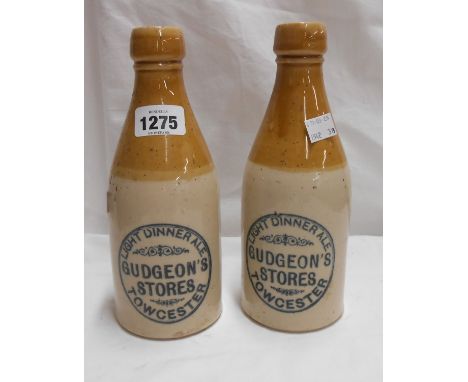 1275
LIGHT DINNER ALE
GUDGEON'S
STORES
TOWCESTER
LIGHT DINNER ALE
GUDGEON'S
STORES
TOWCESTER